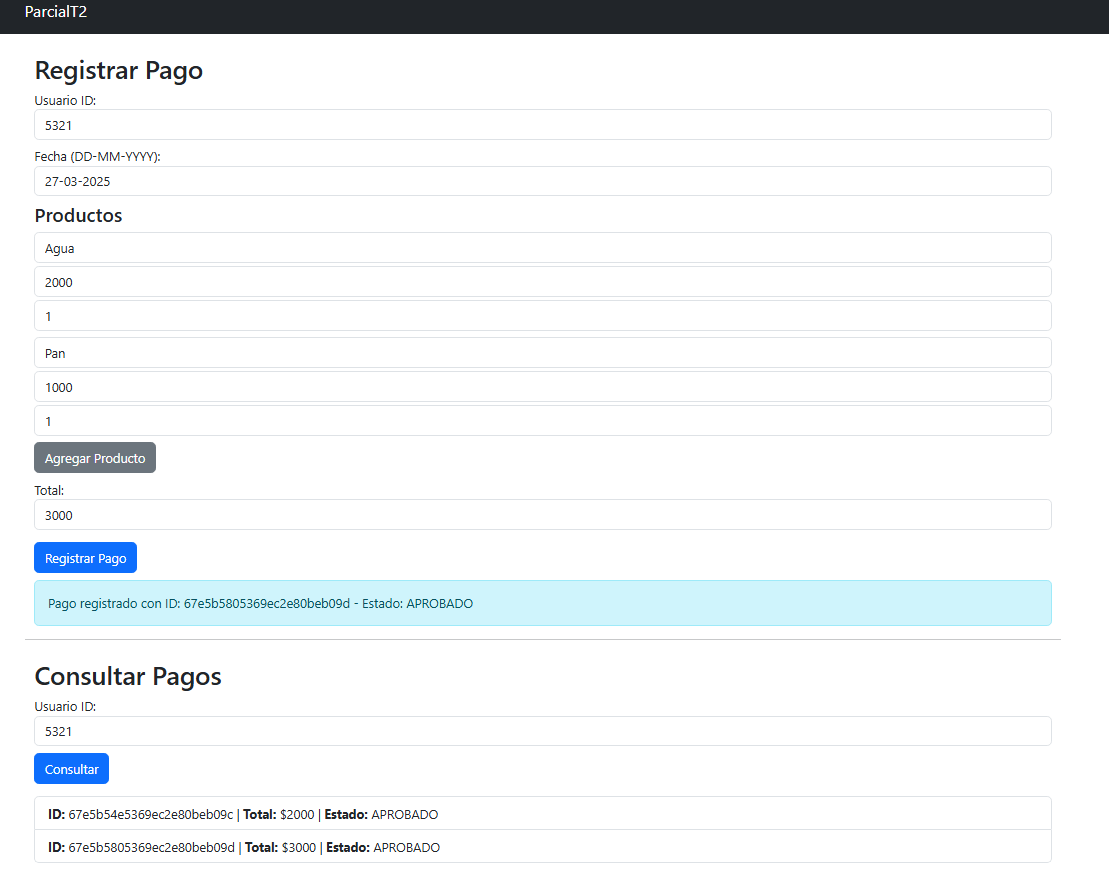 ParcialT2
Registrar Pago
Usuario ID:
5321
Fecha (DD-MM-YYYY):
27-03-2025
Productos
Agua
2000
1
Pan
1000
1
Agregar Producto
Total:
3000
Registrar Pago
Pago registrado con ID: 67e5b5805369ec2e80beb09d - Estado: APROBADO
Consultar Pagos
Usuario ID:
5321
Consultar
ID: 67e5b54e5369ec2e80beb09c | Total: $2000 | Estado: APROBADO
ID: 67e5b5805369ec2e80beb09d | Total: $3000 | Estado: APROBADO